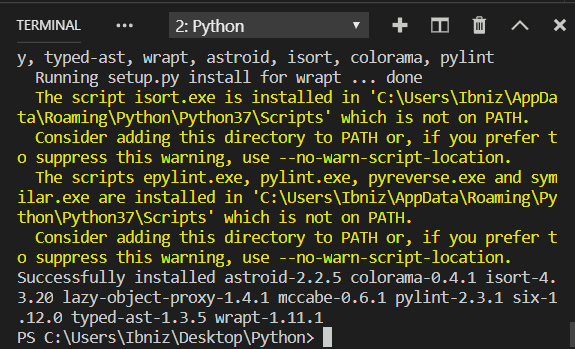 TERMINAL ... 2: Python
y, typed-ast, wrapt, astroid, isort, colorama, pylint
  Running setup.py install for wrapt ... done
  The script isort.exe is installed in 'C:\Users\Ibniz\AppDa
ta\Roaming\Python\Python37\Scripts' which is not on PATH.
  Consider adding this directory to PATH or, if you prefer t
o suppress this warning, use --no-warn-script-location.
  The scripts epylint.exe, pylint.exe, pyreverse.exe and sym
ilar.exe are installed in 'C:\Users\Ibniz\AppData\Roaming\Py
thon\Python37\Scripts' which is not on PATH.
  Consider adding this directory to PATH or, if you prefer t
o suppress this warning, use --no-warn-script-location.
Successfully installed astroid-2.2.5 colorama-0.4.1 isort-4.
3.20 lazy-object-proxy-1.4.1 mccabe-0.6.1 pylint-2.3.1 six-1
.12.0 typed-ast-1.3.5 wrapt-1.11.1
PS C:\Users\Ibniz\Desktop\Python>